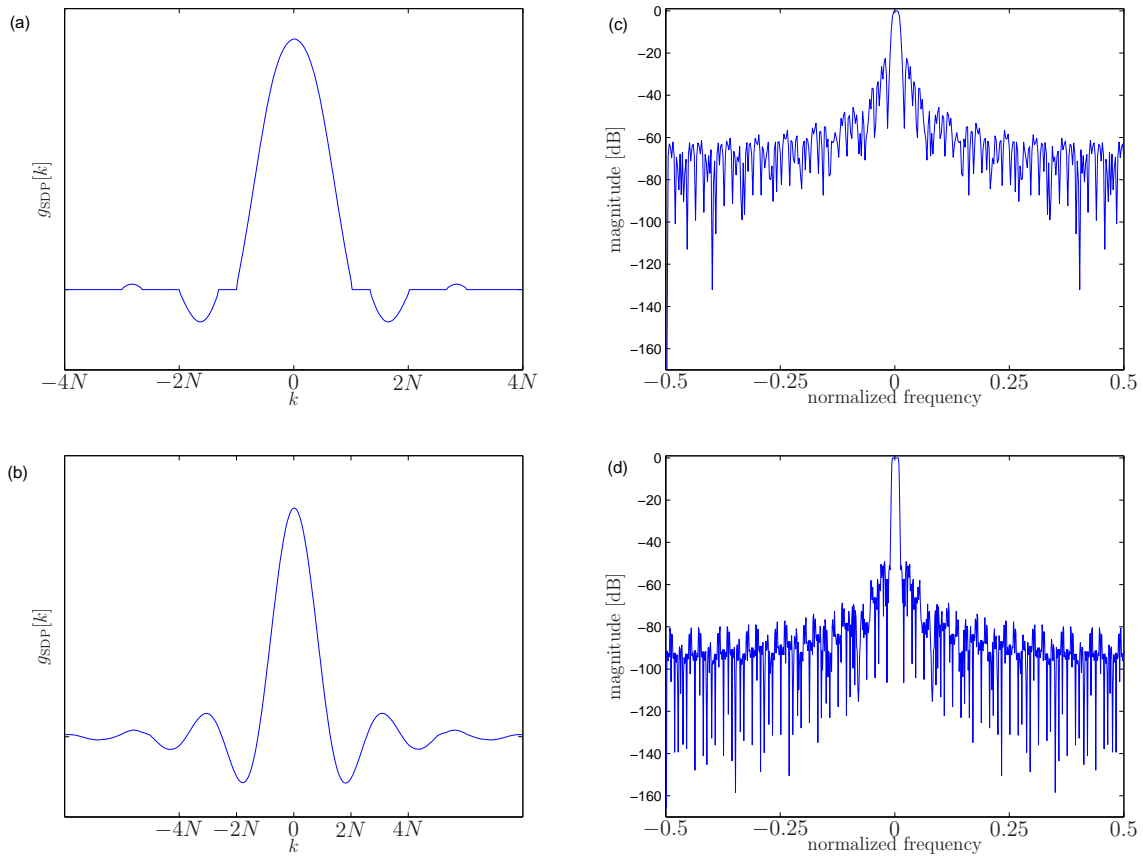 (a)
g_SDP[k]
−4N −2N 0 2N 4N
k
(c)
magnitude [dB]
0
−20
−40
−60
−80
−100
−120
−140
−160
−0.5 −0.25 0 0.25 0.5
normalized frequency
(b)
g_SDP[k]
−4N −2N 0 2N 4N
k
(d)
magnitude [dB]
0
−20
−40
−60
−80
−100
−120
−140
−160
−0.5 −0.25 0 0.25 0.5
normalized frequency